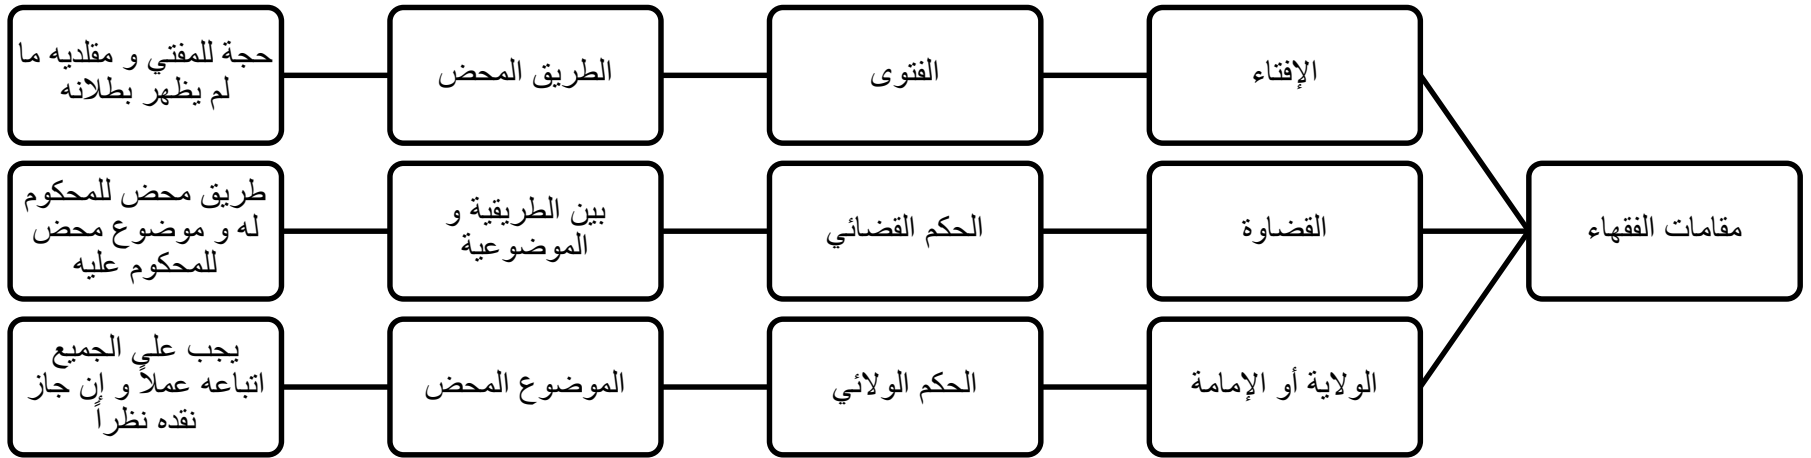 مقامات الفقهاء
الإفتاء
الفتوى
الطريق المحض
حجة للمفتي و مقلديه ما
لم يظهر بطلانه
القضاوة
الحكم القضائي
بين الطريقية و
الموضوعية
طريق محض للمحكوم
له و موضوع محض
للمحكوم عليه
الولاية أو الإمامة
الحكم الولائي
الموضوع المحض
يجب على الجميع
اتباعه عملاً و إن جاز
نقده نظراً